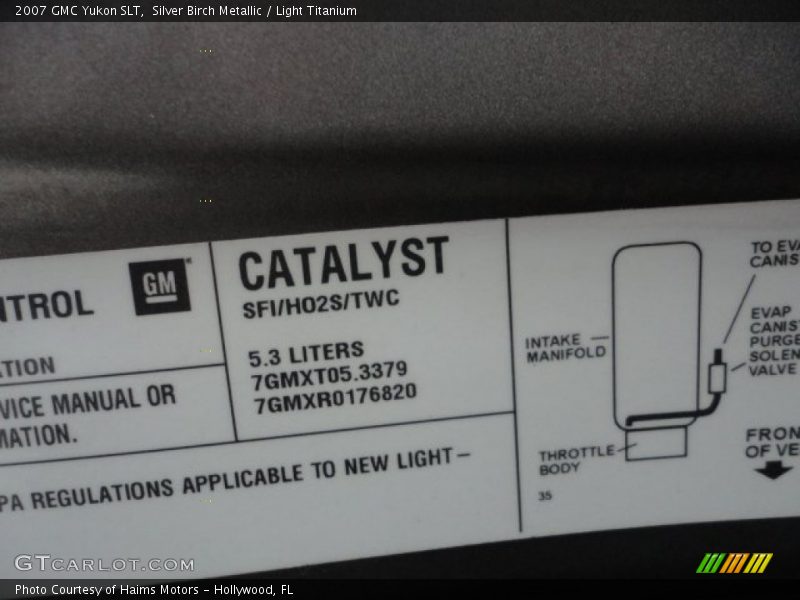 2007 GMC Yukon SLT, Silver Birch Metallic / Light Titanium
NTROL
GM
ATION
VICE MANUAL OR
MATION.
CATALYST
SFI/HO2S/TWC
5.3 LITERS
7GMXT05.3379
7GMXR0176820
PA REGULATIONS APPLICABLE TO NEW LIGHT–
INTAKE
MANIFOLD
THROTTLE
BODY
35
TO EVA
CANIS
EVAP
CANIST
PURGE
SOLEN
VALVE
FRON
OF VE
GTCARLOT.COM
Photo Courtesy of Haims Motors – Hollywood, FL